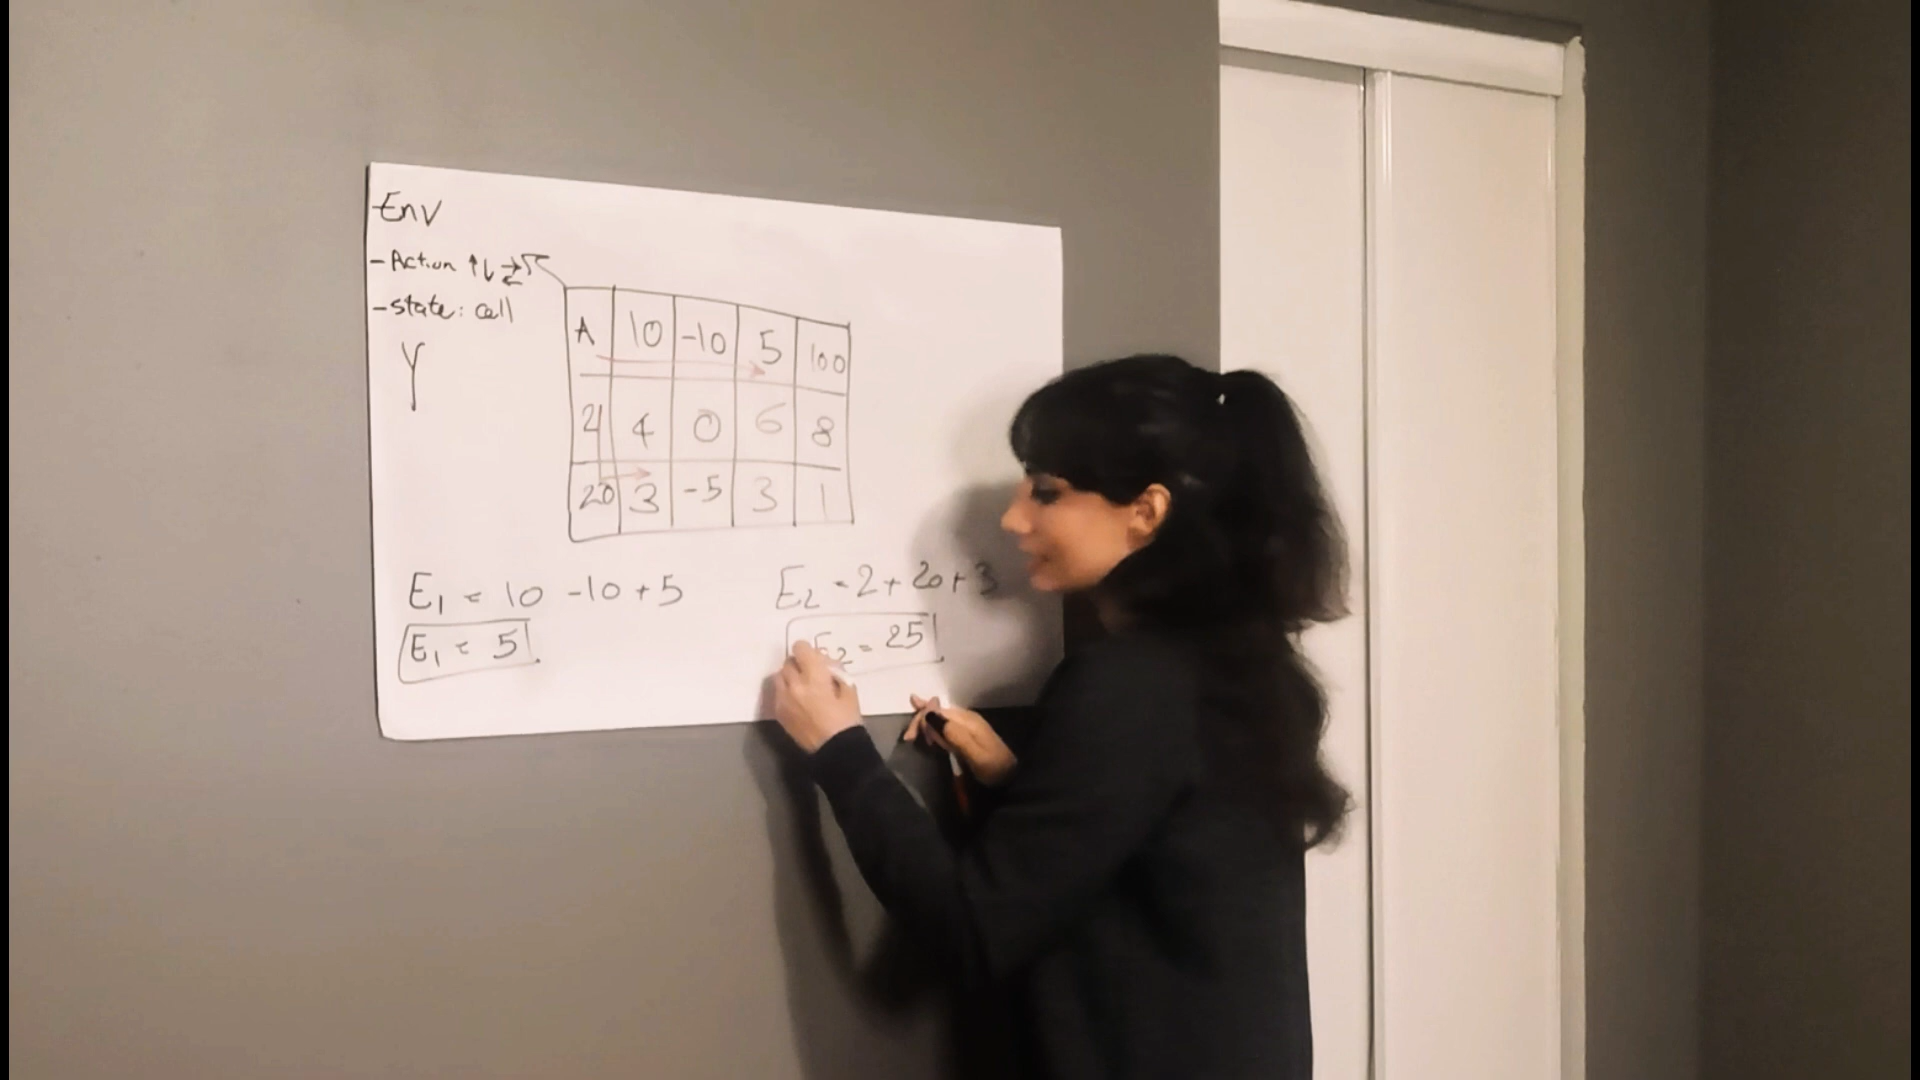 Env
- Action ↑↓⇄
- state: cell
γ
A 10 -10 5 100
2 4 0 6 8
20 3 -5 3 1
E1 = 10 -10 +5
E1 = 5
E2 = 2 + 20 + 3
E2 = 25